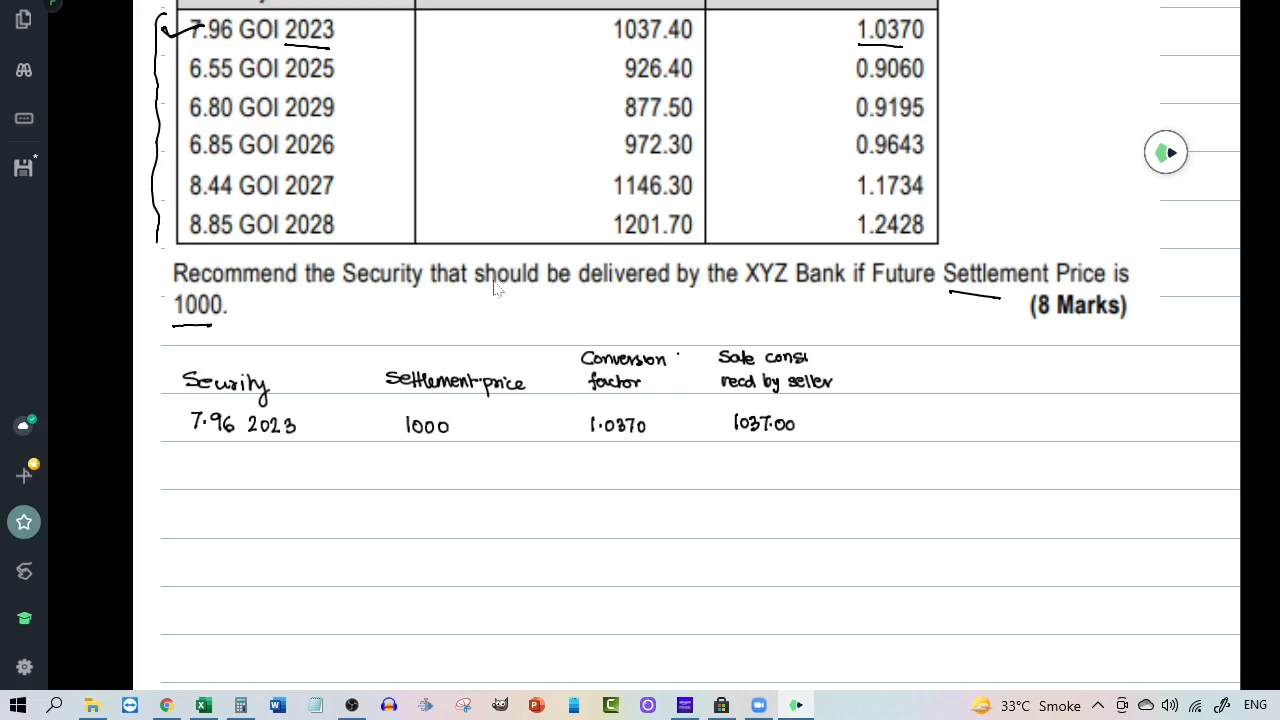 7.96 GOI 2023 1037.40 1.0370
6.55 GOI 2025 926.40 0.9060
6.80 GOI 2029 877.50 0.9195
6.85 GOI 2026 972.30 0.9643
8.44 GOI 2027 1146.30 1.1734
8.85 GOI 2028 1201.70 1.2428
Recommend the Security that should be delivered by the XYZ Bank if Future Settlement Price is
1000. (8 Marks)
Security Settlement price Conversion factor Sale consi recd by seller
7.96 2023 1000 1.0370 1037.00
33°C Smoke ENG